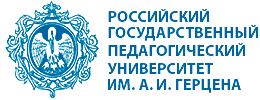 РОССИЙСКИЙ
ГОСУДАРСТВЕННЫЙ
ПЕДАГОГИЧЕСКИЙ
УНИВЕРСИТЕТ
ИМ. А. И. ГЕРЦЕНА